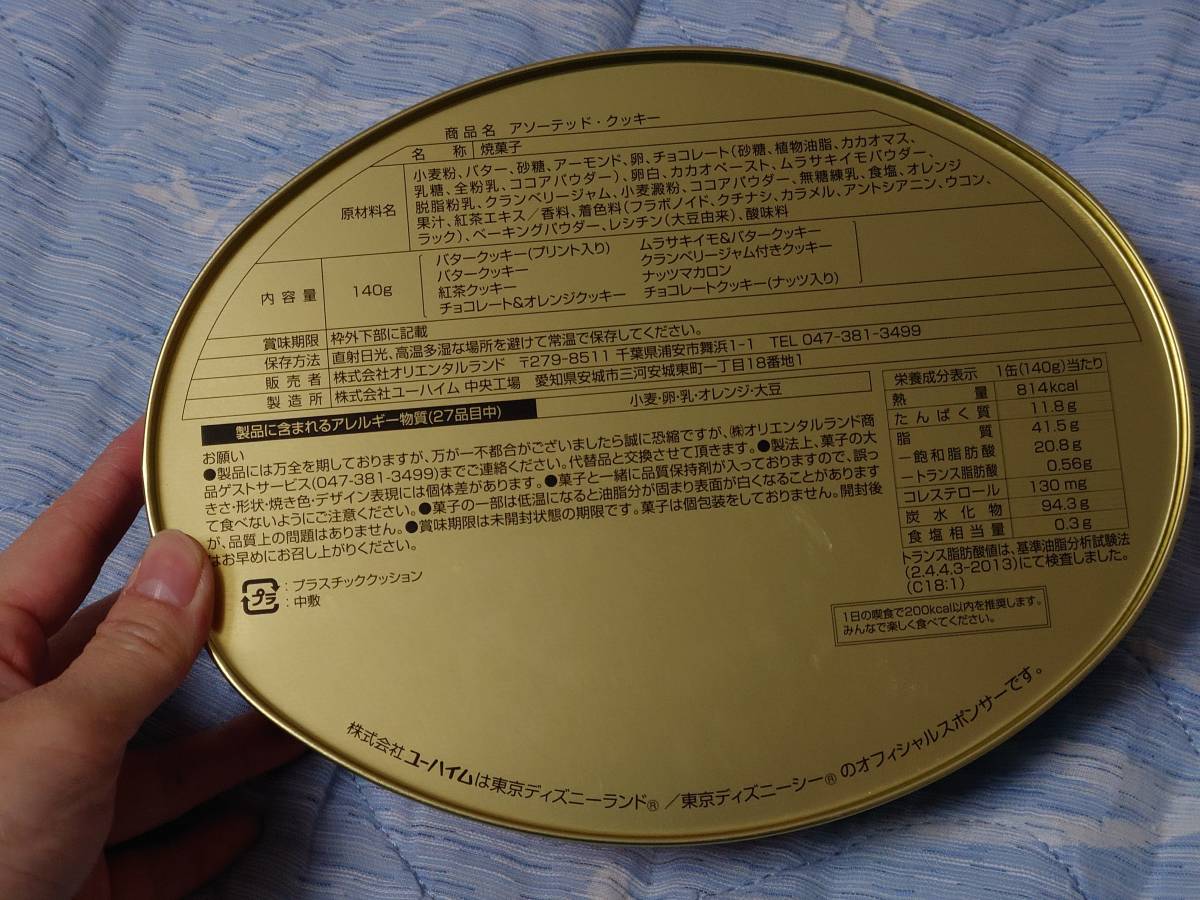 商品名 アソーテッド・クッキー
名称 焼菓子
原材料名 小麦粉、バター、砂糖、アーモンド、卵、チョコレート(砂糖、植物油脂、カカオマス、
乳糖、全粉乳、ココアパウダー)、卵白、カカオペースト、ムラサキイモパウダー、
脱脂粉乳、クランベリージャム、小麦澱粉、ココアパウダー、無糖練乳、食塩、オレンジ
果汁、紅茶エキス／香料、着色料(フラボノイド、クチナシ、カラメル、アントシアニン、ウコン、
ラック)、ベーキングパウダー、レシチン(大豆由来)、酸味料
内容量 140g
バタークッキー(プリント入り) ムラサキイモ&バタークッキー
バタークッキー クランベリージャム付きクッキー
紅茶クッキー ナッツマカロン
チョコレート&オレンジクッキー チョコレートクッキー(ナッツ入り)
賞味期限 枠外下部に記載
保存方法 直射日光、高温多湿な場所を避けて常温で保存してください。
販売者 株式会社オリエンタルランド 〒279-8511 千葉県浦安市舞浜1-1 TEL 047-381-3499
製造所 株式会社ユーハイム 中央工場 愛知県安城市三河安城東町一丁目18番地1
製品に含まれるアレルギー物質(27品目中) 小麦・卵・乳・オレンジ・大豆
お願い
●製品には万全を期しておりますが、万が一不都合がございましたら誠に恐縮ですが、㈱オリエンタルランド商
品ゲストサービス(047-381-3499)までご連絡ください。代替品と交換させて頂きます。●製法上、菓子の大
きさ・形状・焼き色・デザイン表現には個体差があります。●菓子と一緒に品質保持剤が入っておりますので、誤っ
て食べないようにご注意ください。●菓子の一部は低温になると油脂分が固まり表面が白くなることがあります
が、品質上の問題はありません。●賞味期限は未開封状態の期限です。菓子は個包装をしておりません。開封後
はお早めにお召し上がりください。
プラ :プラスチッククッション
:中敷
栄養成分表示 1缶(140g)当たり
熱量 814kcal
たんぱく質 11.8g
脂質 41.5g
－飽和脂肪酸 20.8g
－トランス脂肪酸 0.56g
コレステロール 130mg
炭水化物 94.3g
食塩相当量 0.3g
トランス脂肪酸値は、基準油脂分析試験法
(2.4.4.3-2013)にて検査しました。
(C18:1)
1日の喫食で200kcal以内を推奨します。
みんなで楽しく食べてください。
株式会社ユーハイムは東京ディズニーランド®／東京ディズニーシー®のオフィシャルスポンサーです。